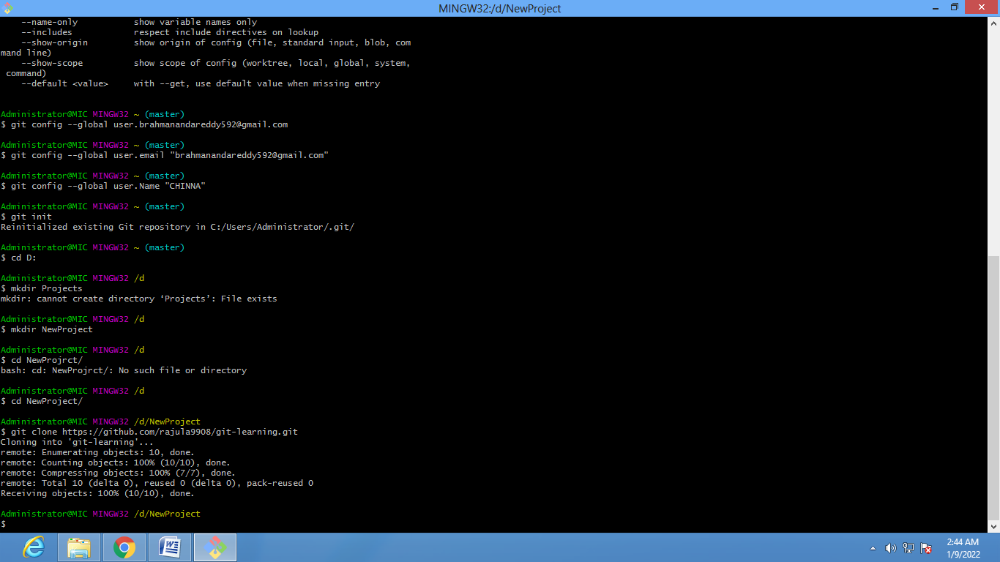 MINGW32:/d/NewProject
--name-only show variable names only
--includes respect include directives on lookup
--show-origin show origin of config (file, standard input, blob, com
mand line)
--show-scope show scope of config (worktree, local, global, system,
command)
--default <value> with --get, use default value when missing entry
Administrator@MIC MINGW32 ~ (master)
$ git config --global user.brahmanandareddy592@gmail.com
Administrator@MIC MINGW32 ~ (master)
$ git config --global user.email "brahmanandareddy592@gmail.com"
Administrator@MIC MINGW32 ~ (master)
$ git config --global user.Name "CHINNA"
Administrator@MIC MINGW32 ~ (master)
$ git init
Reinitialized existing Git repository in C:/Users/Administrator/.git/
Administrator@MIC MINGW32 ~ (master)
$ cd D:
Administrator@MIC MINGW32 /d
$ mkdir Projects
mkdir: cannot create directory ‘Projects’: File exists
Administrator@MIC MINGW32 /d
$ mkdir NewProject
Administrator@MIC MINGW32 /d
$ cd NewProjrct/
bash: cd: NewProjrct/: No such file or directory
Administrator@MIC MINGW32 /d
$ cd NewProject/
Administrator@MIC MINGW32 /d/NewProject
$ git clone https://github.com/rajula9908/git-learning.git
Cloning into 'git-learning'...
remote: Enumerating objects: 10, done.
remote: Counting objects: 100% (10/10), done.
remote: Compressing objects: 100% (7/7), done.
remote: Total 10 (delta 0), reused 0 (delta 0), pack-reused 0
Receiving objects: 100% (10/10), done.
Administrator@MIC MINGW32 /d/NewProject
$
2:44 AM
1/9/2022